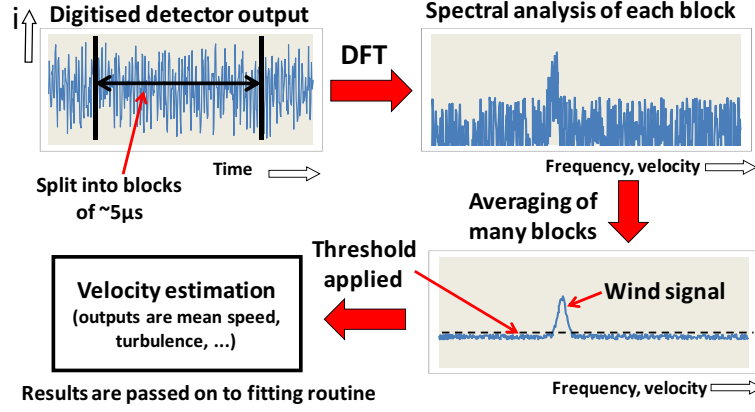 Digitised detector output
i
Time
Split into blocks
of ~5µs
DFT
Spectral analysis of each block
Frequency, velocity
Averaging of
many blocks
Threshold
applied
Wind signal
Frequency, velocity
Velocity estimation
(outputs are mean speed,
turbulence, ...)
Results are passed on to fitting routine